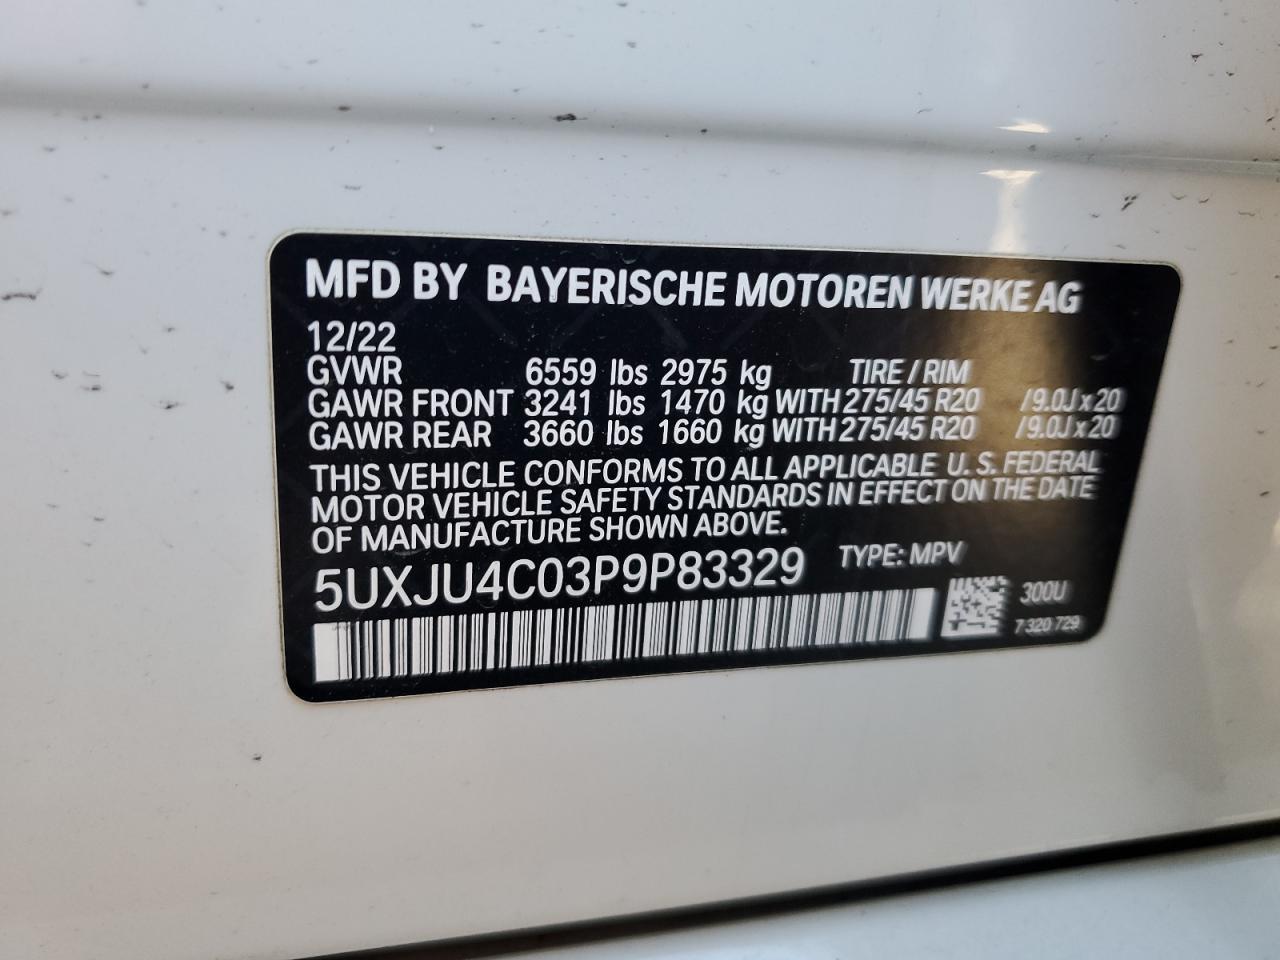 MFD BY BAYERISCHE MOTOREN WERKE AG
12/22
GVWR 6559 lbs 2975 kg TIRE / RIM
GAWR FRONT 3241 lbs 1470 kg WITH 275/45 R20 / 9.0J x 20
GAWR REAR 3660 lbs 1660 kg WITH 275/45 R20 / 9.0J x 20
THIS VEHICLE CONFORMS TO ALL APPLICABLE U. S. FEDERAL
MOTOR VEHICLE SAFETY STANDARDS IN EFFECT ON THE DATE
OF MANUFACTURE SHOWN ABOVE.
5UXJU4C03P9P83329 TYPE: MPV
300U
7 320 729